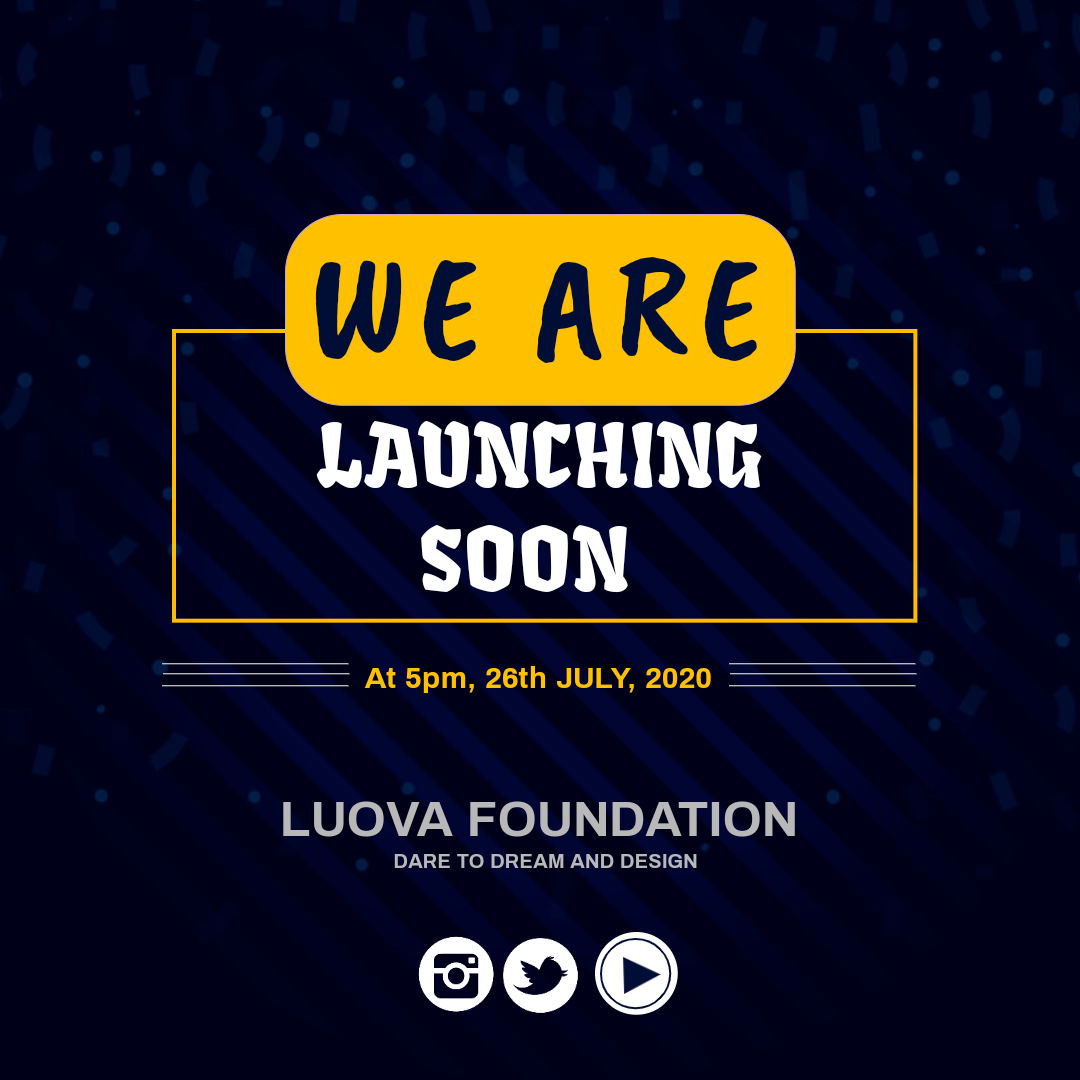 WE ARE
LAUNCHING
SOON
At 5pm, 26th JULY, 2020
LUOVA FOUNDATION
DARE TO DREAM AND DESIGN